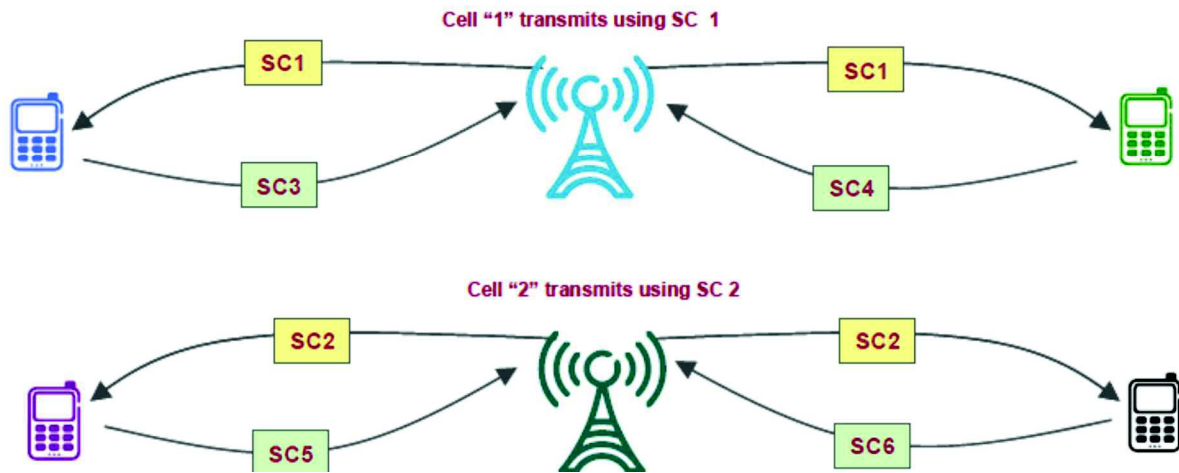 Cell “1” transmits using SC 1
SC1
SC1
SC3
SC4
Cell “2” transmits using SC 2
SC2
SC2
SC5
SC6